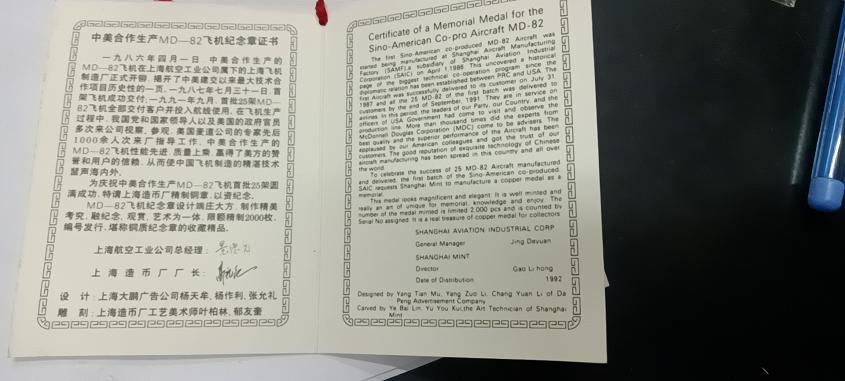 中美合作生产MD—82飞机纪念章证书
一九八六年四月一日 中美合作生产的
MD—82飞机在上海航空工业公司属下的上海飞机
制造厂正式开铆, 揭开了中美建交以来最大技术合
作项目历史性的一页, 一九八七年七月三十一日, 首
架飞机成功交付; 一九九一年九月, 首批25架MD—
82飞机全部交付客户并投入航线使用, 在飞机生产
过程中, 我国党和国家领导人以及美国的政府官员
多次来公司视察, 参观, 美国麦道公司的专家先后
1000余人次来厂指导工作, 中美合作生产的
MD—82飞机性能先进, 质量上乘, 赢得了美方的赞
誉和用户的信赖, 从而使中国飞机制造的精湛技术
蜚声海内外.
为庆祝中美合作生产MD—82飞机首批25架圆
满成功, 特请上海造币厂精制铜章, 以资纪念.
MD—82飞机纪念章设计端庄大方, 制作精美
考究, 融纪念, 观赏, 艺术为一体, 限额精制2000枚,
编号发行, 堪称铜质纪念章的收藏精品.
上海航空工业公司总经理:
上海造币厂厂长:
设 计: 上海大鹏广告公司杨天牟, 杨作利, 张允礼
雕 刻: 上海造币厂工艺美术师叶柏林, 郁友奎
Certificate of a Memorial Medal for the
Sino-American Co-pro Aircraft MD-82
The first Sino-American co-produced MD-82 Aircraft was
started being manufactured at Shanghai Aircraft Manufacturing
Factory (SAMF),a subsidiary of Shanghai Aviation Industrial
Corporation (SAIC) on April 1,1986. This uncovered a historical
page of the biggest technical co-operation program since the
diplomatic relation has been established between PRC and USA. The
first Aircraft was successfully delivered to its customer on July 31,
1987 and all the 25 MD-82 of the first batch was delivered to
customers by the end of September, 1991. They are in service on
airlines. In this period, the leaders of our Party, our Country, and the
officers of USA Government had come to visit and observe the
production line. More than thousand times did the experts from
McDonnell Douglas Corporation (MDC) come to be advisers. The
best quality and the superior performance of the Aircraft has been
applaused by our American colleagues and got the trust of our
customers. The good reputation of exquisite technology of Chinese
aircraft manufacturing has been spread in this country and all over
the world.
To celebrate the success of 25 MD-82 Aircraft manufactured
and delivered, the first batch of the Sino-American co-produced,
SAIC requests Shanghai Mint to manufacture a copper medal as a
memorial.
This medal looks magnificent and elegant. It is well minted and
really an art of unique for memorial, knowledge and enjoy. The
number of the medal minted is limited 2,000 pcs and is counted by
Serial No assigned. It is a real treasure of copper medal for collectors
SHANGHAI AVIATION INDUSTRIAL CORP
General Manager Jing Deyuan
SHANGHAI MINT
Director Gao Li hong
Date of Distribution 1992
Designed by Yang Tian Mu, Yang Zuo Li, Chang Yuan Li of Da
Peng Advertisement Company
Carved by Ye Bai Lin, Yu You Kui,the Art Technician of Shanghai
Mint